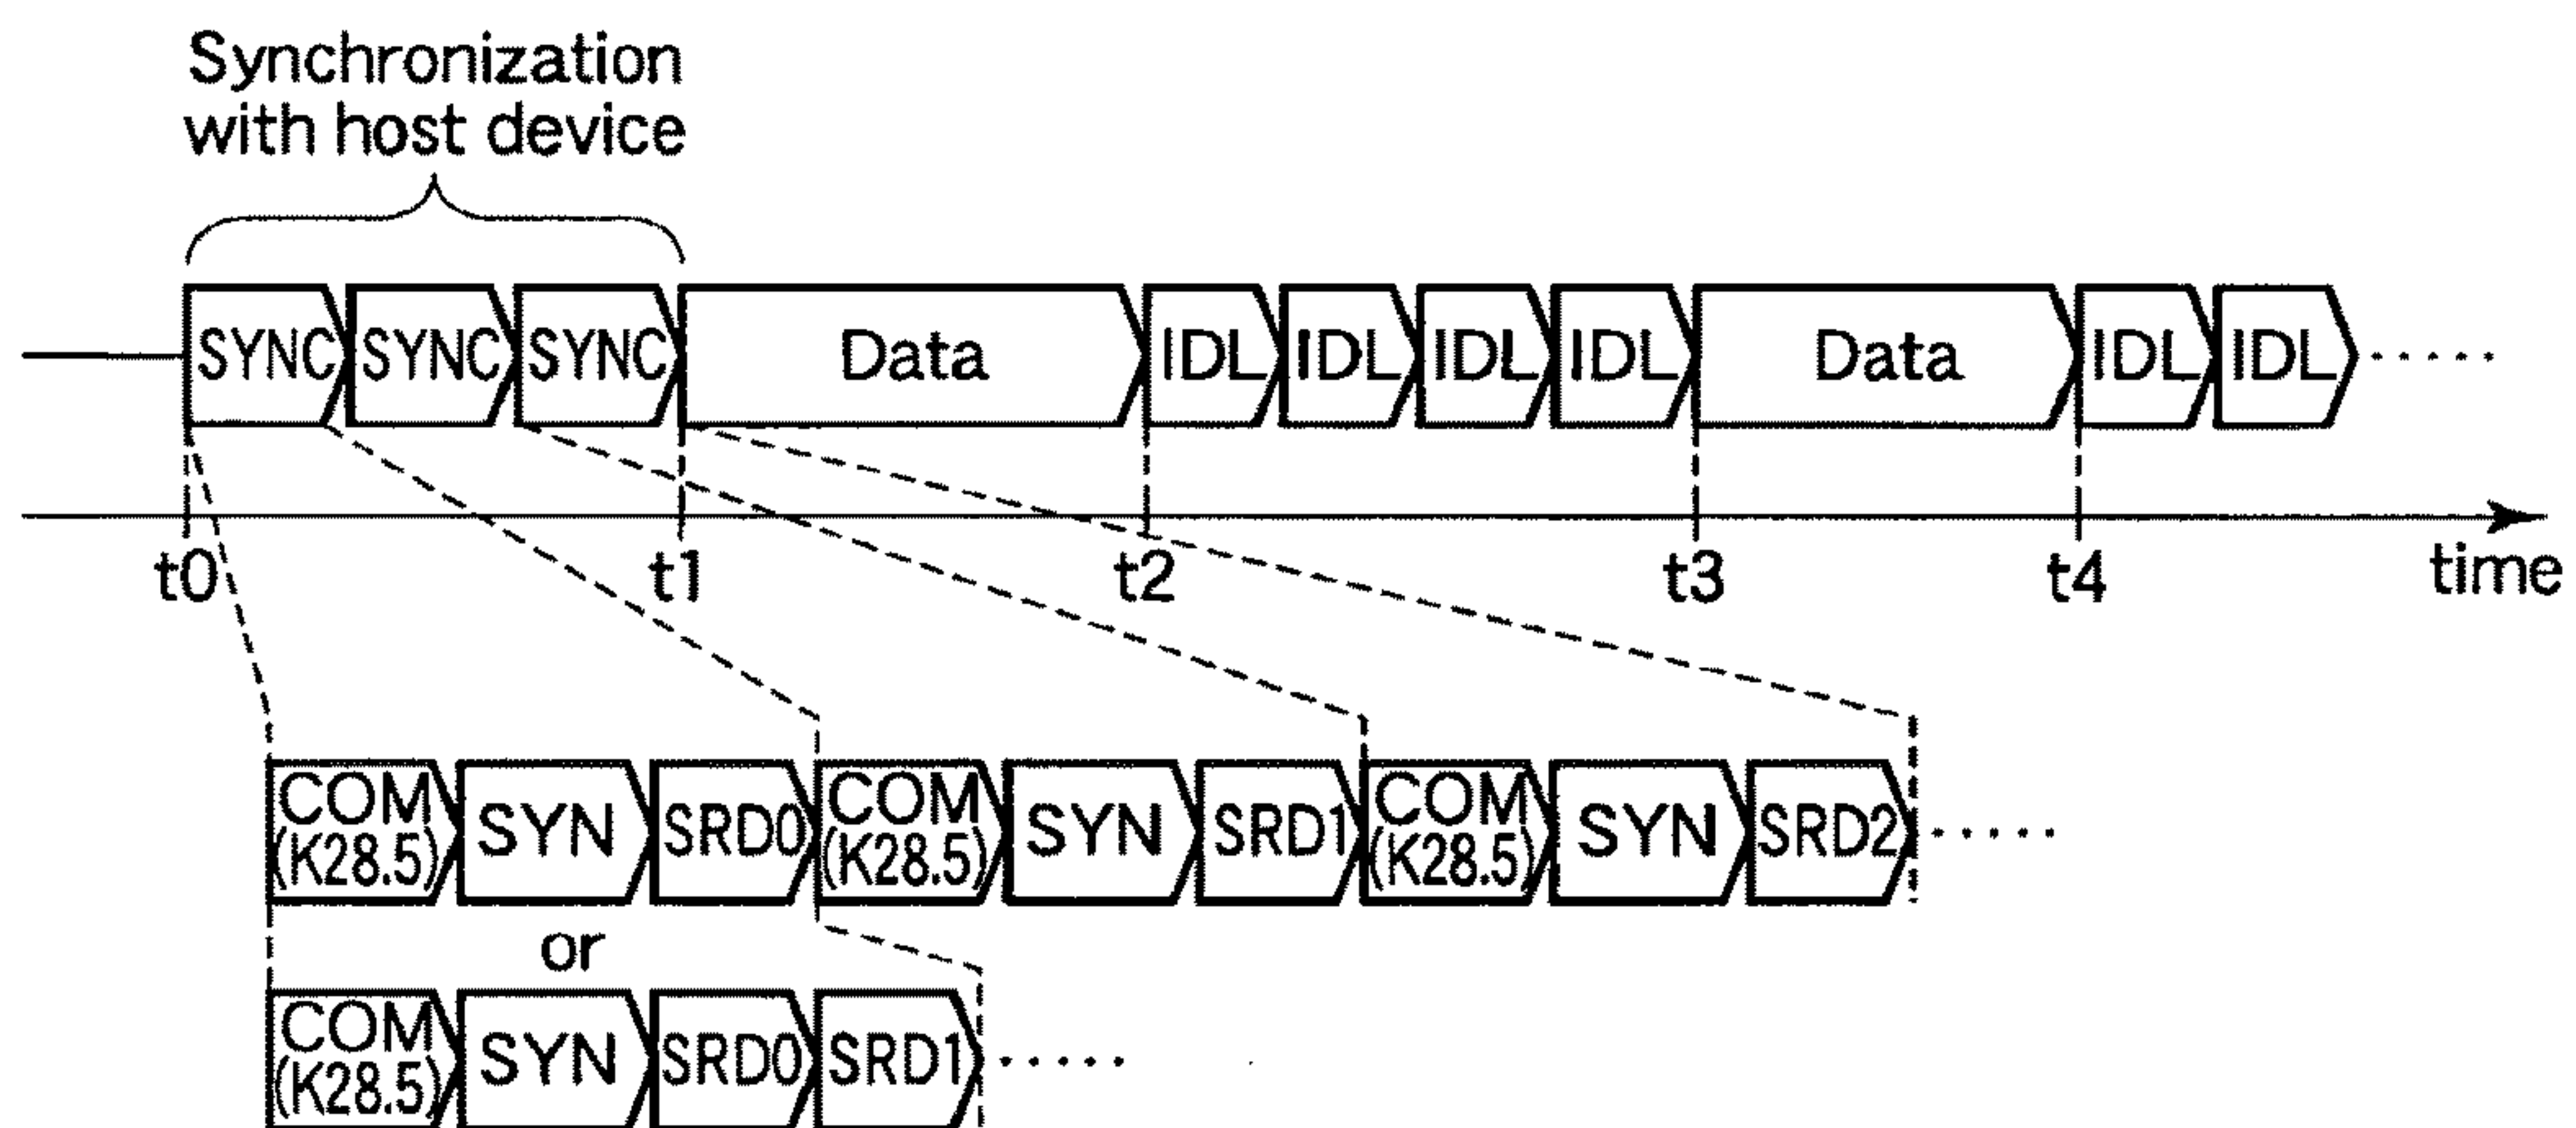 Synchronization
with host device
SYNC SYNC SYNC Data IDL IDL IDL IDL Data IDL IDL
t0 t1 t2 t3 t4 time
COM (K28.5) SYN SRD0 COM (K28.5) SYN SRD1 COM (K28.5) SYN SRD2
or
COM (K28.5) SYN SRD0 SRD1